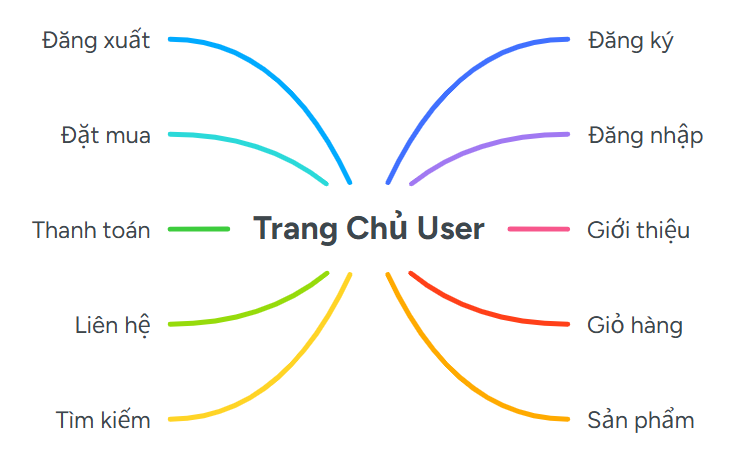 Đăng xuất
Đăng ký
Đặt mua
Đăng nhập
Thanh toán
Trang Chủ User
Giới thiệu
Liên hệ
Giỏ hàng
Tìm kiếm
Sản phẩm